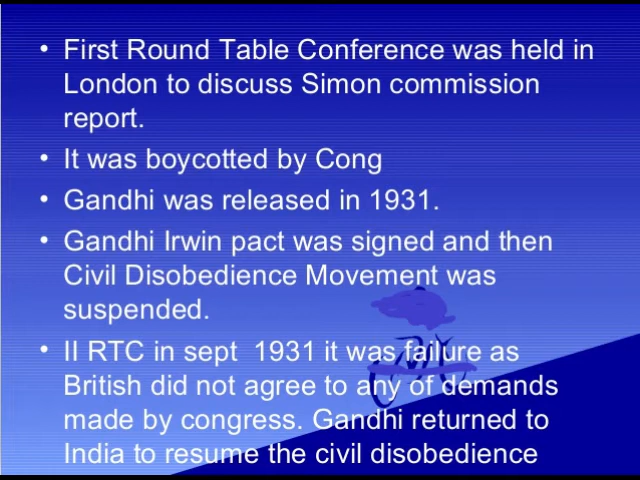 • First Round Table Conference was held in
London to discuss Simon commission
report.
• It was boycotted by Cong
• Gandhi was released in 1931.
• Gandhi Irwin pact was signed and then
Civil Disobedience Movement was
suspended.
• II RTC in sept 1931 it was failure as
British did not agree to any of demands
made by congress. Gandhi returned to
India to resume the civil disobedience